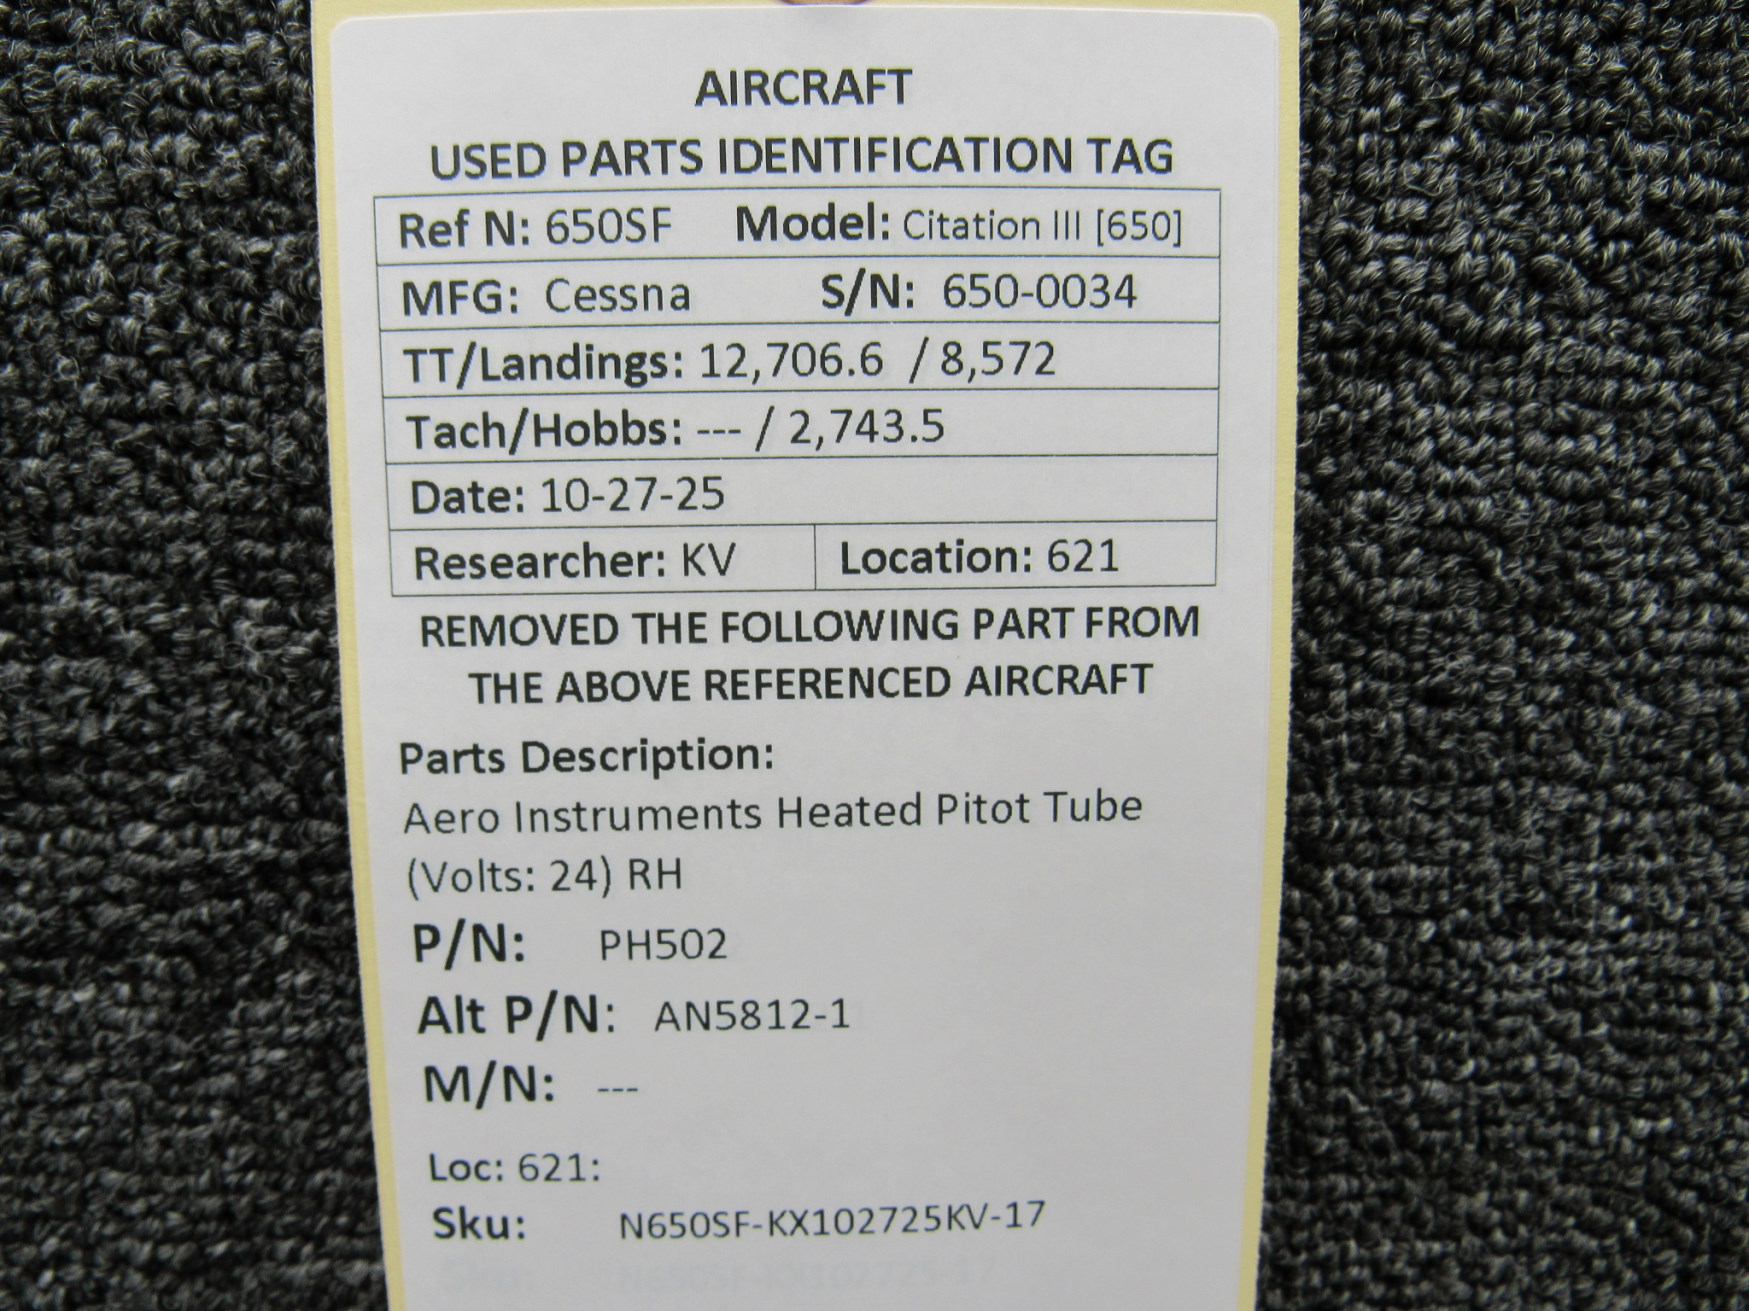 AIRCRAFT
USED PARTS IDENTIFICATION TAG
Ref N: 650SF Model: Citation III [650]
MFG: Cessna S/N: 650-0034
TT/Landings: 12,706.6 / 8,572
Tach/Hobbs: --- / 2,743.5
Date: 10-27-25
Researcher: KV Location: 621
REMOVED THE FOLLOWING PART FROM
THE ABOVE REFERENCED AIRCRAFT
Parts Description:
Aero Instruments Heated Pitot Tube
(Volts: 24) RH
P/N: PH502
Alt P/N: AN5812-1
M/N: ---
Loc: 621:
Sku: N650SF-KX102725KV-17